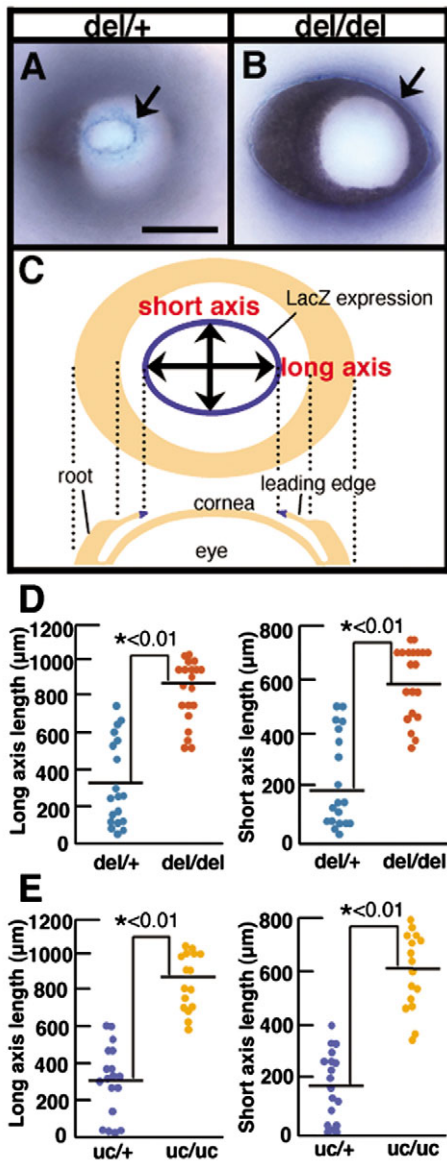 del/+ del/del
A B
C
short axis
LacZ expression
long axis
root
leading edge
cornea
eye
D
Long axis length (µm)
1200
1000
800
600
400
200
0
*<0.01
del/+ del/del
Short axis length (µm)
800
600
400
200
0
*<0.01
del/+ del/del
E
Long axis length (µm)
1200
1000
800
600
400
200
0
*<0.01
uc/+ uc/uc
Short axis length (µm)
800
600
400
200
0
*<0.01
uc/+ uc/uc